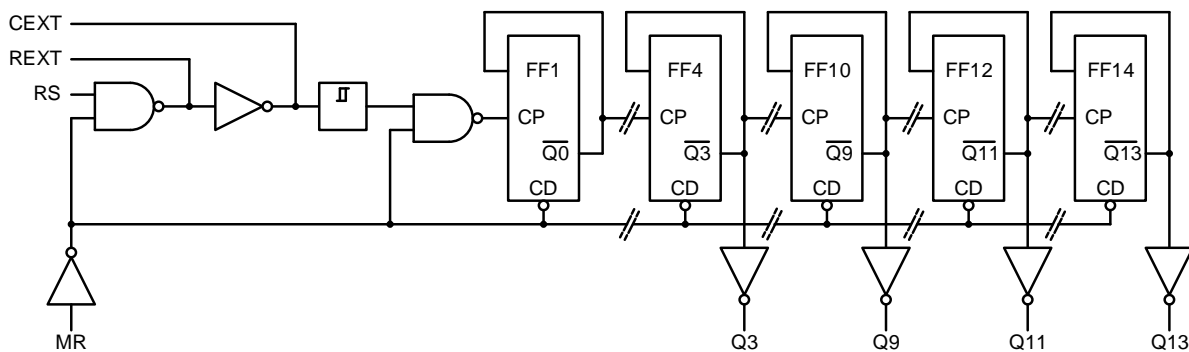 CEXT
REXT
RS
FF1 FF4 FF10 FF12 FF14
CP CP CP CP CP
Q0 Q3 Q9 Q11 Q13
CD CD CD CD CD
MR Q3 Q9 Q11 Q13